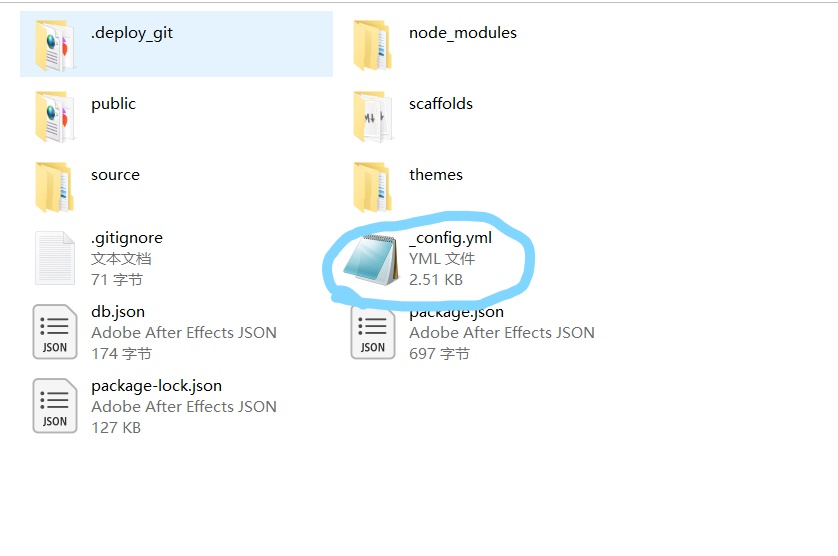 .deploy_git
node_modules
public
scaffolds
source
themes
.gitignore
文本文档
71 字节
_config.yml
YML 文件
2.51 KB
db.json
Adobe After Effects JSON
174 字节
JSON
package.json
Adobe After Effects JSON
697 字节
JSON
package-lock.json
Adobe After Effects JSON
127 KB
JSON